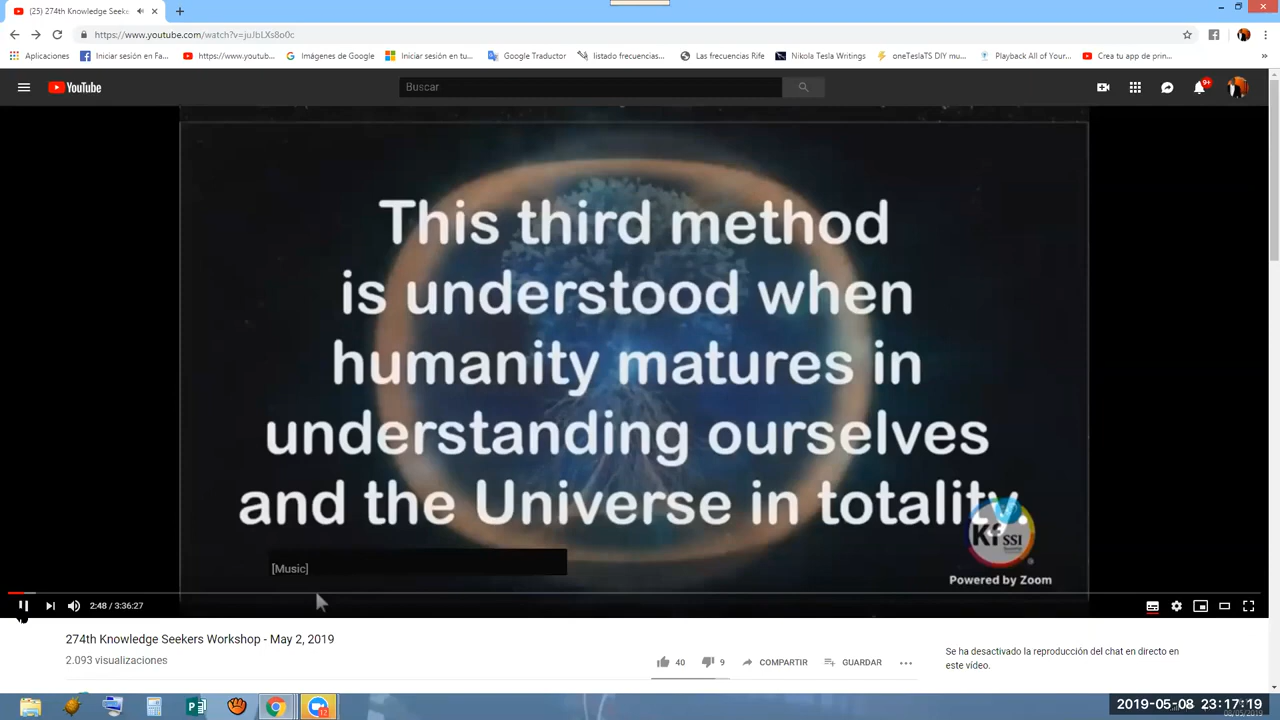 (25) 274th Knowledge Seeke
https://www.youtube.com/watch?v=juJbLXs8o0c
Aplicaciones
Iniciar sesión en Fa...
https://www.youtub...
Imágenes de Google
Iniciar sesión en tu...
Google Traductor
listado frecuencias...
Las frecuencias Rife
Nikola Tesla Writings
oneTeslaTS DIY mu...
Playback All of Your...
Crea tu app de prin...
YouTube
Buscar
9+
This third method
is understood when
humanity matures in
understanding ourselves
and the Universe in totality.
Kf SSI
Powered by Zoom
[Music]
2:48 / 3:36:27
274th Knowledge Seekers Workshop - May 2, 2019
2.093 visualizaciones
40
9
COMPARTIR
GUARDAR
Se ha desactivado la reproducción del chat en directo en
este vídeo.
2019-05-08 23:17:19